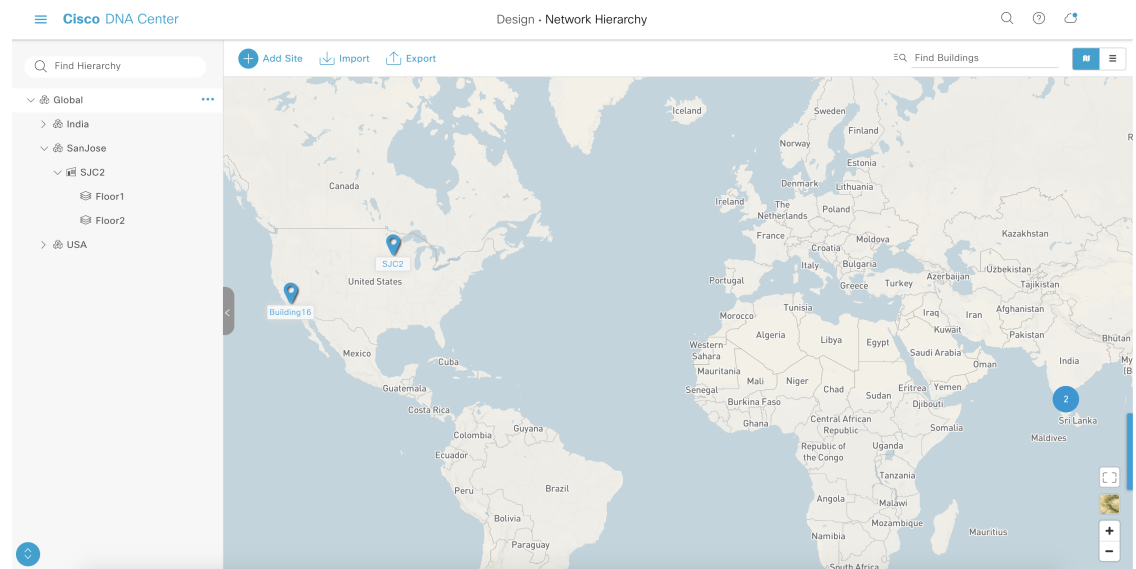 Cisco DNA Center
Design · Network Hierarchy
Find Hierarchy
Add Site
Import
Export
Find Buildings
Global
India
SanJose
SJC2
Floor1
Floor2
USA
Iceland
Sweden
Finland
Norway
R
Estonia
Canada
Denmark
Lithuania
Ireland
The
Netherlands
Poland
Kazakhstan
France
Moldova
Croatia
SJC2
Italy
Bulgaria
Uzbekistan
United States
Portugal
Greece
Turkey
Azerbaijan
Tajikistan
Building16
Tunisia
Morocco
Iraq
Iran
Afghanistan
Algeria
Libya
Egypt
Kuwait
Pakistan
Bhutan
Western
Sahara
Mexico
Cuba
Saudi Arabia
Oman
India
My
[B
Mauritania
Mali
Niger
Chad
Senegal
Guatemala
Sudan
Eritrea
Yemen
Burkina Faso
Djibouti
2
Costa Rica
Ghana
Central African
Republic
Somalia
Sri Lanka
Guyana
Colombia
Maldives
Ecuador
Republic of
the Congo
Uganda
Tanzania
Peru
Brazil
Angola
Malawi
Bolivia
Mozambique
Namibia
Mauritius
Paraguay
South Africa